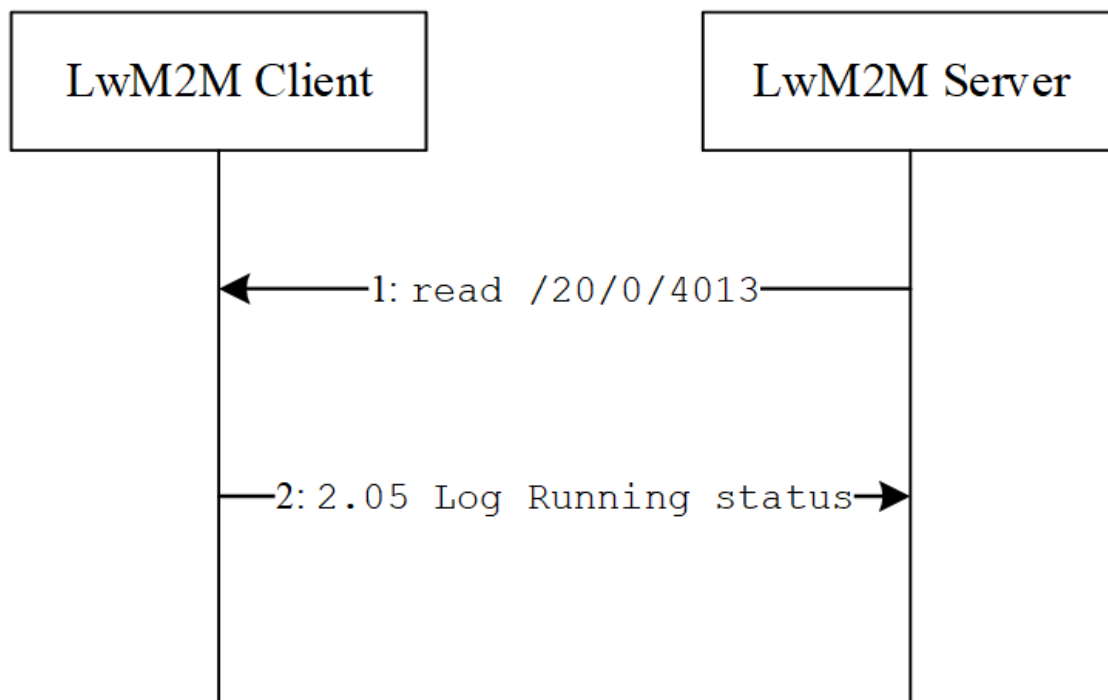 LwM2M Client
LwM2M Server
1: read /20/0/4013
2: 2.05 Log Running status